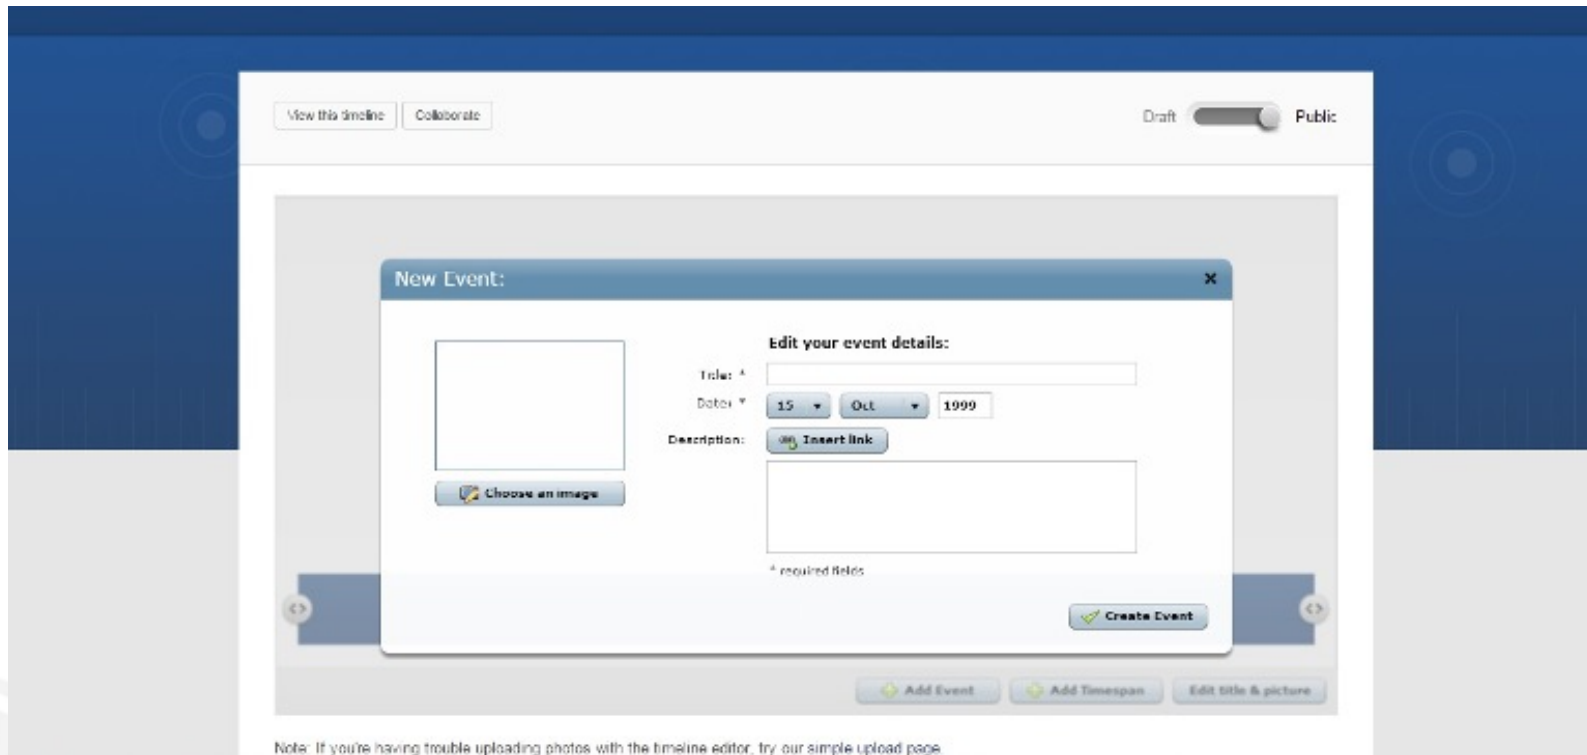 View this timeline Collaborate Draft Public
New Event: ×
Edit your event details:
Title: *
Date: * 15 Oct 1999
Description: Insert link
Choose an image
* required fields
Create Event
Add Event Add Timespan Edit title & picture
Note: If you're having trouble uploading photos with the timeline editor, try our simple upload page.